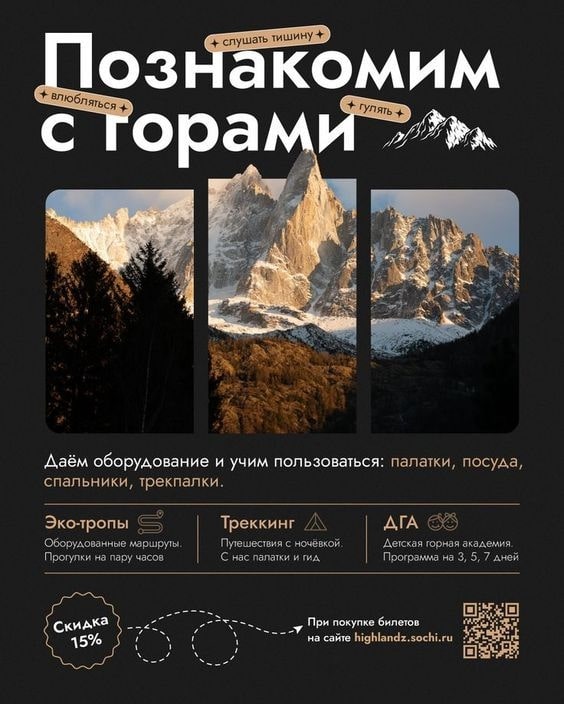 слушать тишину
Познакомим
влюбляться
гулять
с горами
Даём оборудование и учим пользоваться: палатки, посуда,
спальники, трекпалки.
Эко-тропы
Оборудованные маршруты.
Прогулки на пару часов
Треккинг
Путешествия с ночёвкой.
С нас палатки и гид
ДГА
Детская горная академия.
Программа на 3, 5, 7 дней
Скидка
15%
При покупке билетов
на сайте highlandz.sochi.ru